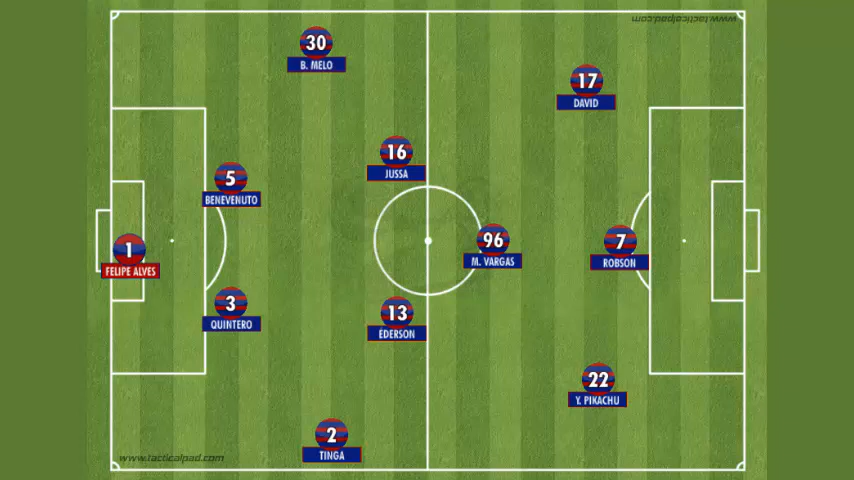 www.tacticalpad.com
30
B. MELO
17
DAVID
16
JUSSA
5
BENEVENUTO
1
FELIPE ALVES
96
M. VARGAS
7
ROBSON
3
QUINTERO
13
ÉDERSON
22
Y. PIKACHU
2
TINGA
www.tacticalpad.com